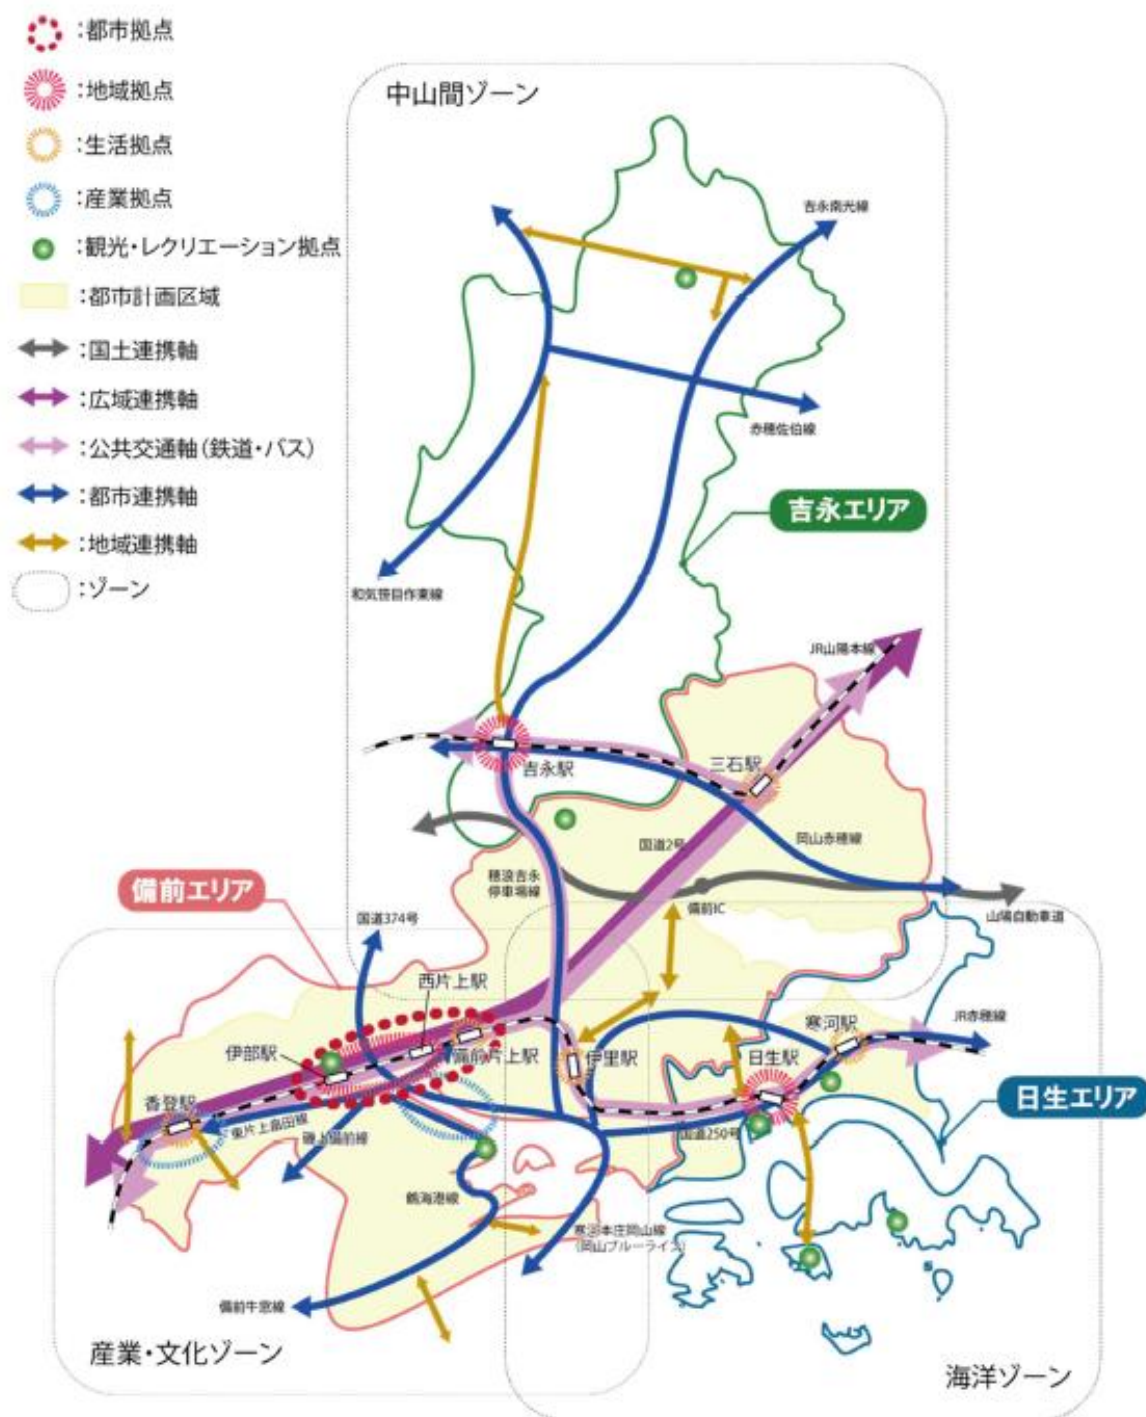 :都市拠点
:地域拠点
:生活拠点
:産業拠点
:観光・レクリエーション拠点
:都市計画区域
:国土連携軸
:広域連携軸
:公共交通軸(鉄道・バス)
:都市連携軸
:地域連携軸
:ゾーン
中山間ゾーン
吉永南光線
赤穂佐伯線
吉永エリア
和気笹目作東線
JR山陽本線
吉永駅
三石駅
国道2号
岡山赤穂線
備前エリア
穂浪吉永
停車場線
備前IC
山陽自動車道
国道374号
西片上駅
JR赤穂線
寒河駅
伊部駅
備前片上駅
伊里駅
日生駅
日生エリア
香登駅
東片上畠田線
磯上備前線
国道250号
鶴海港線
寒河本庄岡山線
(岡山ブルーライン)
備前牛窓線
産業・文化ゾーン
海洋ゾーン